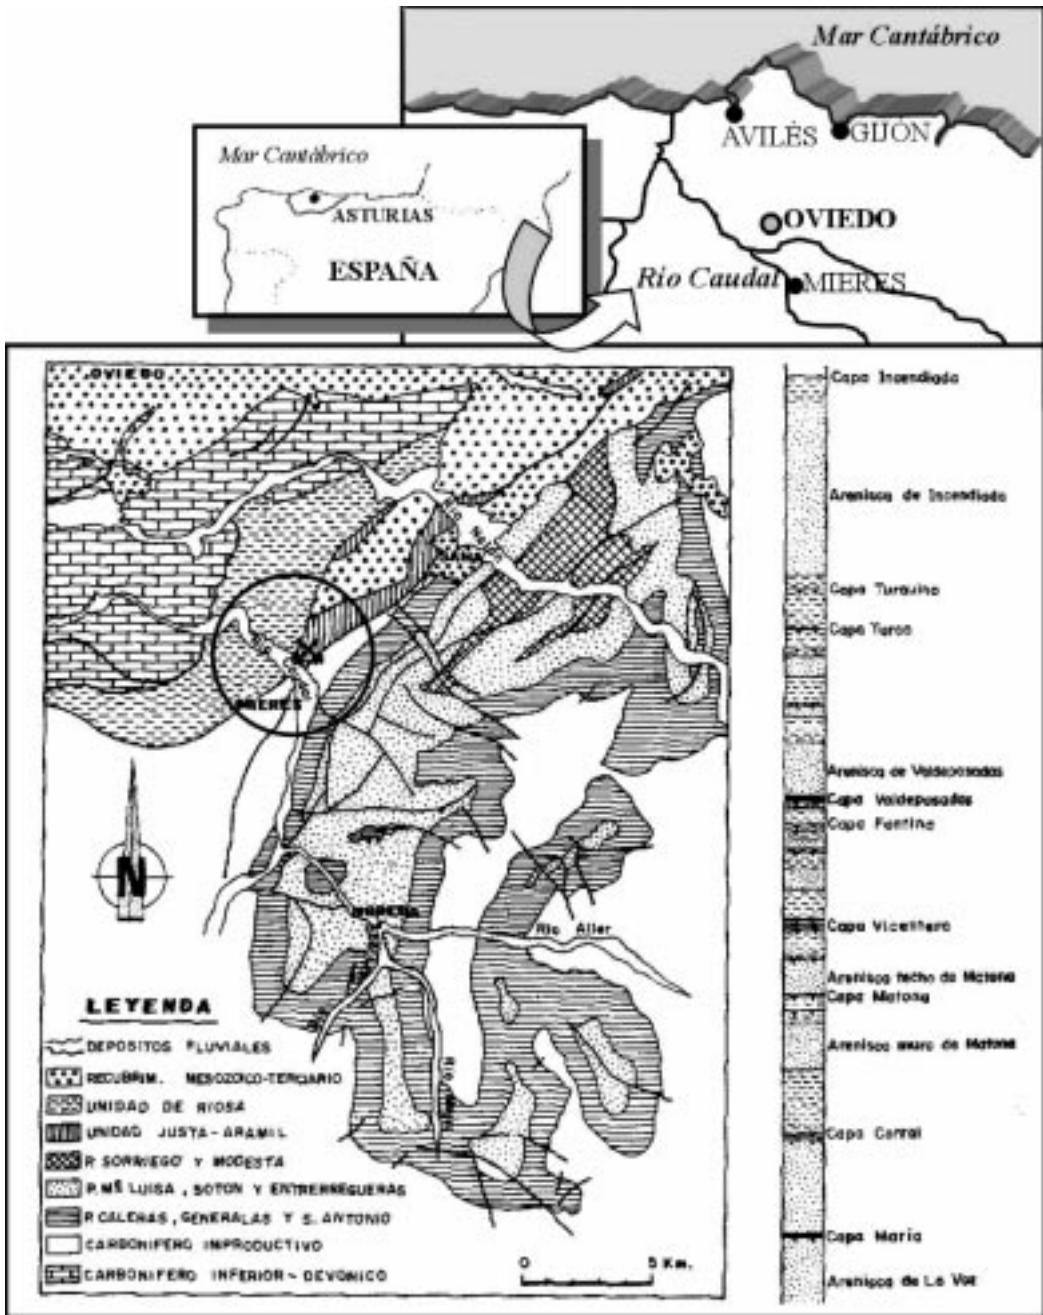 Mar Cantábrico
AVILÉS
GIJÓN
OVIEDO
Río Caudal
MIERES
Mar Cantábrico
ASTURIAS
ESPAÑA
OVIEDO
MIERES
N
Río Aller
LEYENDA
DEPOSITOS FLUVIALES
RECUBRIM. MESOZOICO-TERCIARIO
UNIDAD DE RIOSA
UNIDAD JUSTA-ARAMIL
P. SORRIEGO Y MODESTA
P. Mª LUISA, SOTON Y ENTRERREGUERAS
P. CALERAS, GENERALAS Y S. ANTONIO
CARBONIFERO IMPRODUCTIVO
CARBONIFERO INFERIOR-DEVONICO
0 5 Km.
Capa Incendiada
Arenisca de Incendiada
Capa Turquina
Capa Turca
Arenisca de Valdeposadas
Capa Valdeposadas
Capa Fontina
Capa Vicentera
Arenisca techo de Matona
Capa Matona
Arenisca muro de Matona
Capa Corral
Capa María
Arenisca de La Voz